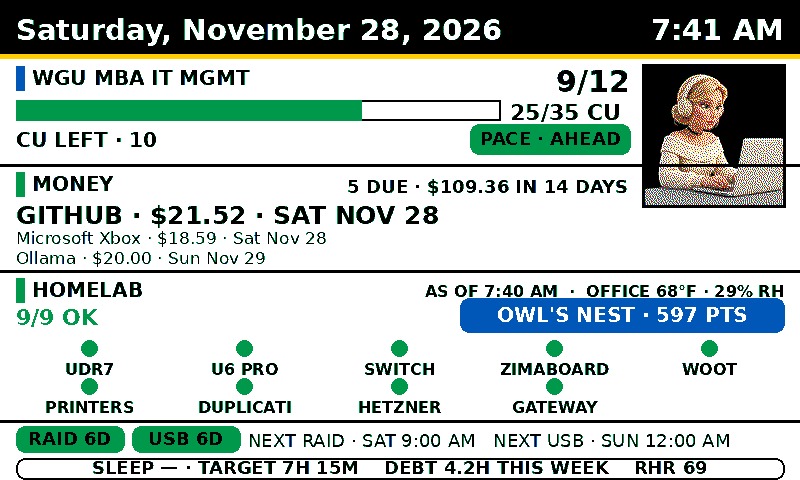 Saturday, November 28, 2026 7:41 AM
WGU MBA IT MGMT 9/12
25/35 CU
CU LEFT · 10 PACE · AHEAD
MONEY 5 DUE · $109.36 IN 14 DAYS
GITHUB · $21.52 · SAT NOV 28
Microsoft Xbox · $18.59 · Sat Nov 28
Ollama · $20.00 · Sun Nov 29
HOMELAB AS OF 7:40 AM · OFFICE 68°F · 29% RH
9/9 OK OWL'S NEST · 597 PTS
UDR7 U6 PRO SWITCH ZIMABOARD WOOT
PRINTERS DUPLICATI HETZNER GATEWAY
RAID 6D USB 6D NEXT RAID · SAT 9:00 AM NEXT USB · SUN 12:00 AM
SLEEP — · TARGET 7H 15M DEBT 4.2H THIS WEEK RHR 69